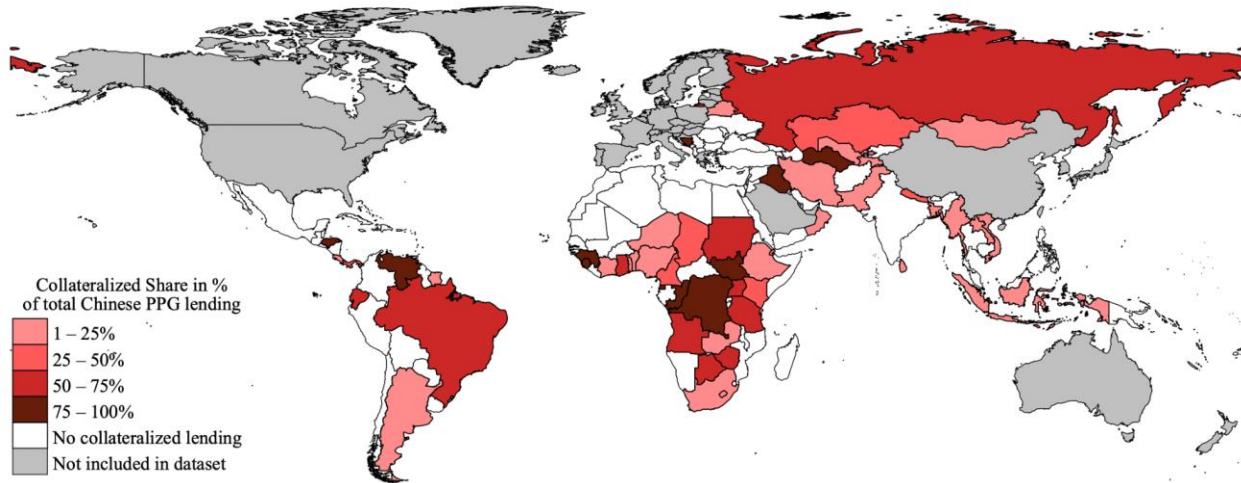 Collateralized Share in %
of total Chinese PPG lending
1 – 25%
25 – 50%
50 – 75%
75 – 100%
No collateralized lending
Not included in dataset